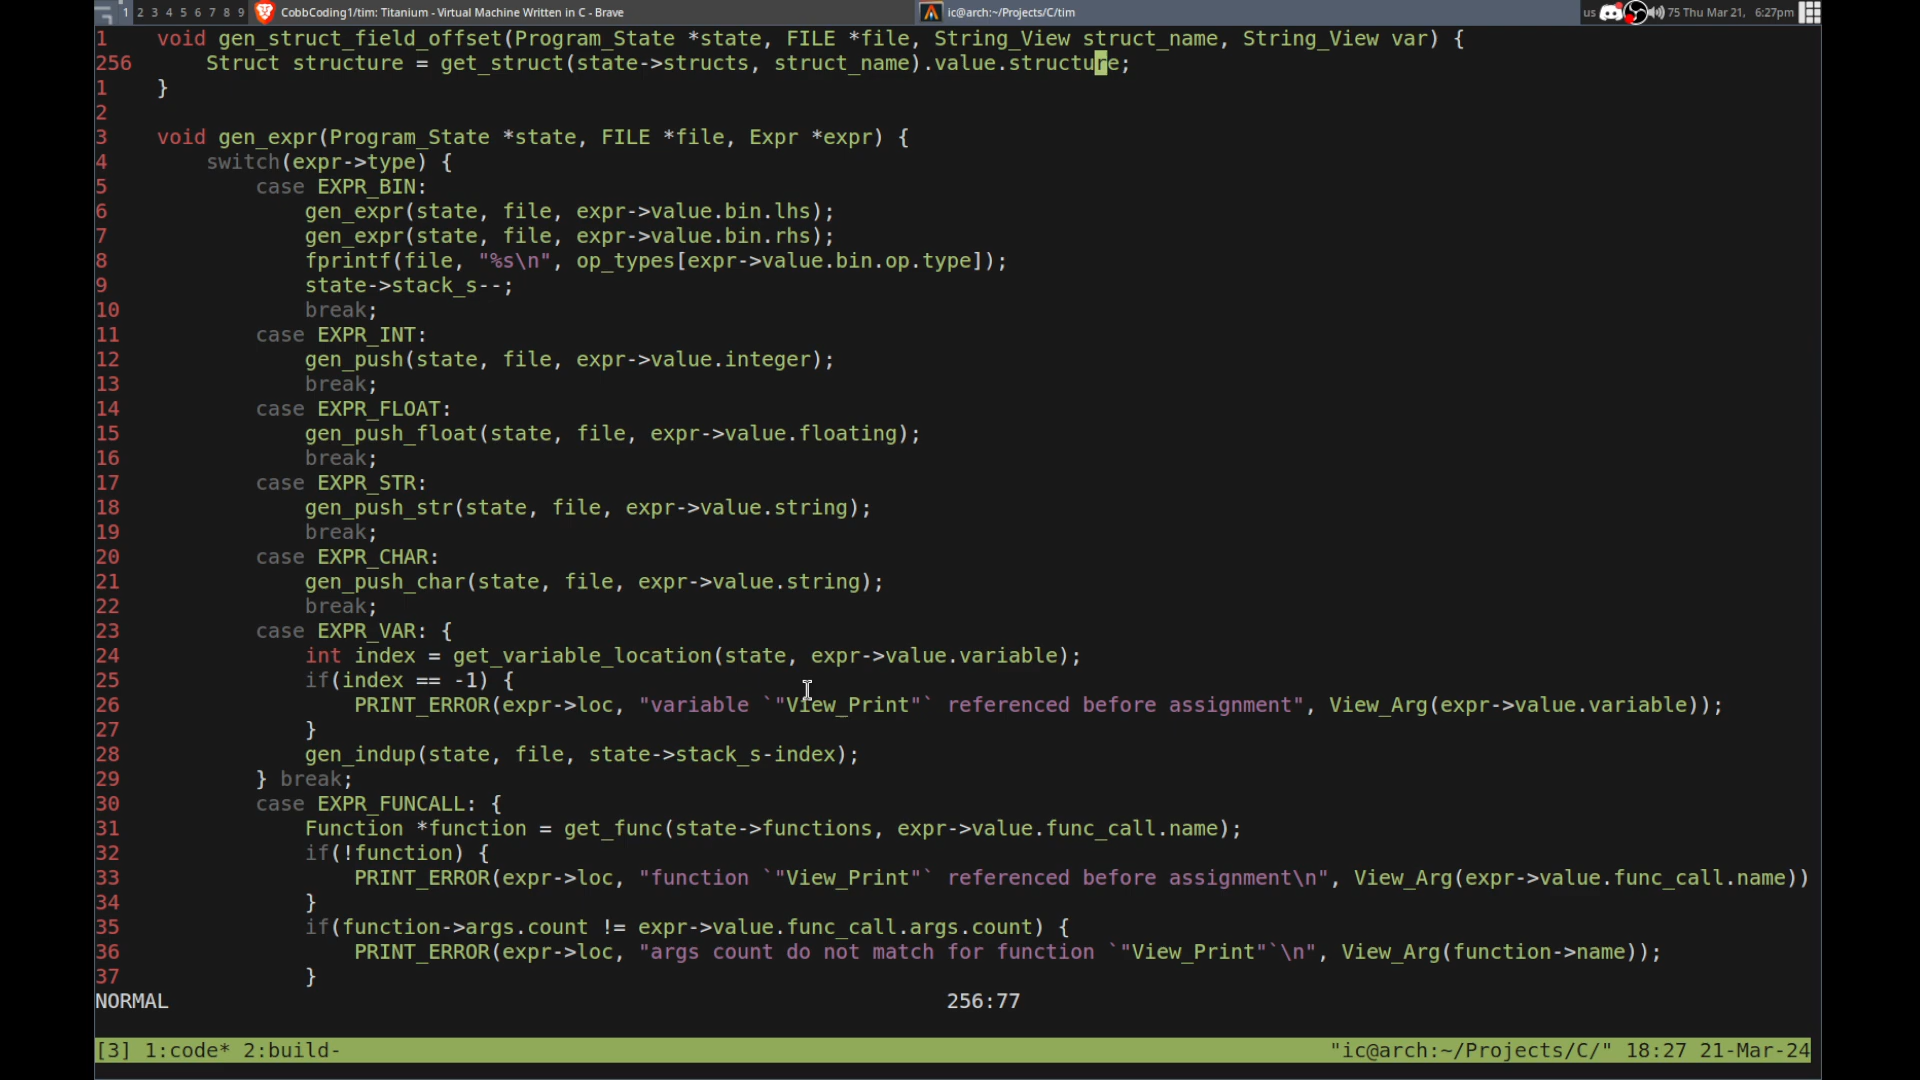 1 2 3 4 5 6 7 8 9 CobbCoding1/tim: Titanium - Virtual Machine Written in C - Brave ic@arch:~/Projects/C/tim us 75 Thu Mar 21, 6:27pm
1 void gen_struct_field_offset(Program_State *state, FILE *file, String_View struct_name, String_View var) {
256 Struct structure = get_struct(state->structs, struct_name).value.structure;
1 }
2
3 void gen_expr(Program_State *state, FILE *file, Expr *expr) {
4 switch(expr->type) {
5 case EXPR_BIN:
6 gen_expr(state, file, expr->value.bin.lhs);
7 gen_expr(state, file, expr->value.bin.rhs);
8 fprintf(file, "%s\n", op_types[expr->value.bin.op.type]);
9 state->stack_s--;
10 break;
11 case EXPR_INT:
12 gen_push(state, file, expr->value.integer);
13 break;
14 case EXPR_FLOAT:
15 gen_push_float(state, file, expr->value.floating);
16 break;
17 case EXPR_STR:
18 gen_push_str(state, file, expr->value.string);
19 break;
20 case EXPR_CHAR:
21 gen_push_char(state, file, expr->value.string);
22 break;
23 case EXPR_VAR: {
24 int index = get_variable_location(state, expr->value.variable);
25 if(index == -1) {
26 PRINT_ERROR(expr->loc, "variable `"View_Print"` referenced before assignment", View_Arg(expr->value.variable));
27 }
28 gen_indup(state, file, state->stack_s-index);
29 } break;
30 case EXPR_FUNCALL: {
31 Function *function = get_func(state->functions, expr->value.func_call.name);
32 if(!function) {
33 PRINT_ERROR(expr->loc, "function `"View_Print"` referenced before assignment\n", View_Arg(expr->value.func_call.name))
34 }
35 if(function->args.count != expr->value.func_call.args.count) {
36 PRINT_ERROR(expr->loc, "args count do not match for function `"View_Print"`\n", View_Arg(function->name));
37 }
NORMAL 256:77
[3] 1:code* 2:build- "ic@arch:~/Projects/C/" 18:27 21-Mar-24